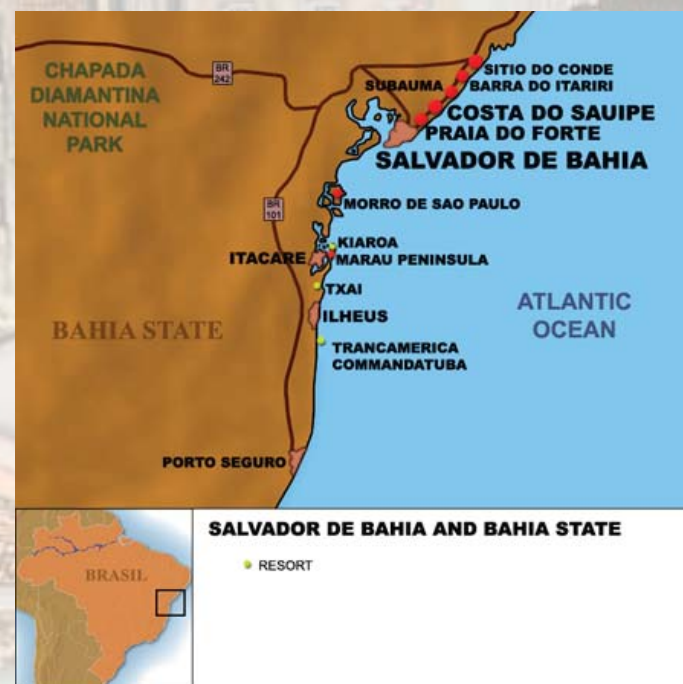 CHAPADA
DIAMANTINA
NATIONAL
PARK
BR
242
SUBAUMA
SITIO DO CONDE
BARRA DO ITARIRI
COSTA DO SAUIPE
PRAIA DO FORTE
SALVADOR DE BAHIA
BR
101
MORRO DE SAO PAULO
KIAROA
ITACARE
MARAU PENINSULA
TXAI
ATLANTIC
OCEAN
BAHIA STATE
ILHEUS
TRANCAMERICA
COMMANDATUBA
PORTO SEGURO
SALVADOR DE BAHIA AND BAHIA STATE
RESORT
BRASIL